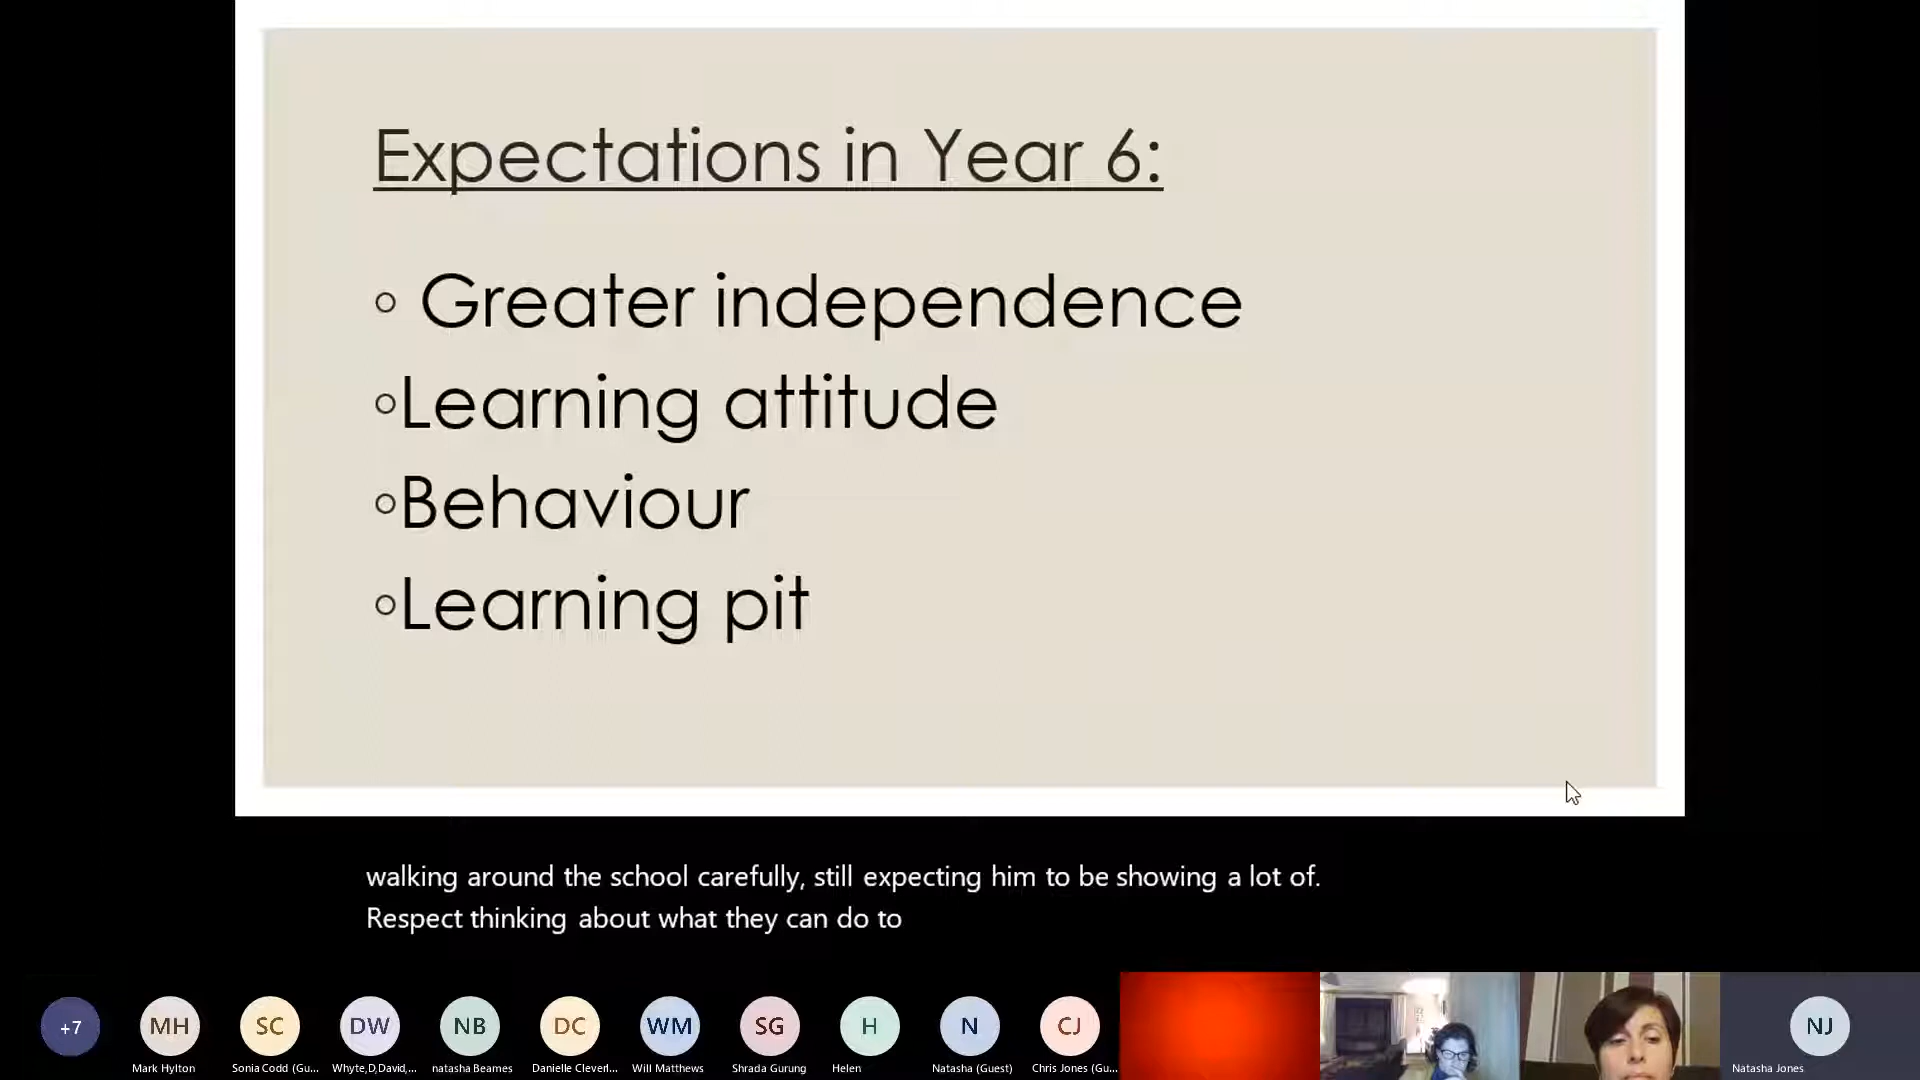 Expectations in Year 6:
◦ Greater independence
◦Learning attitude
◦Behaviour
◦Learning pit
walking around the school carefully, still expecting him to be showing a lot of.
Respect thinking about what they can do to
+7
MH
SC
DW
NB
DC
WM
SG
H
N
CJ
NJ
Mark Hylton
Sonia Codd (Gu...
Whyte,D,David,...
natasha Beames
Danielle Cleverl...
Will Matthews
Shrada Gurung
Helen
Natasha (Guest)
Chris Jones (Gu...
Natasha Jones